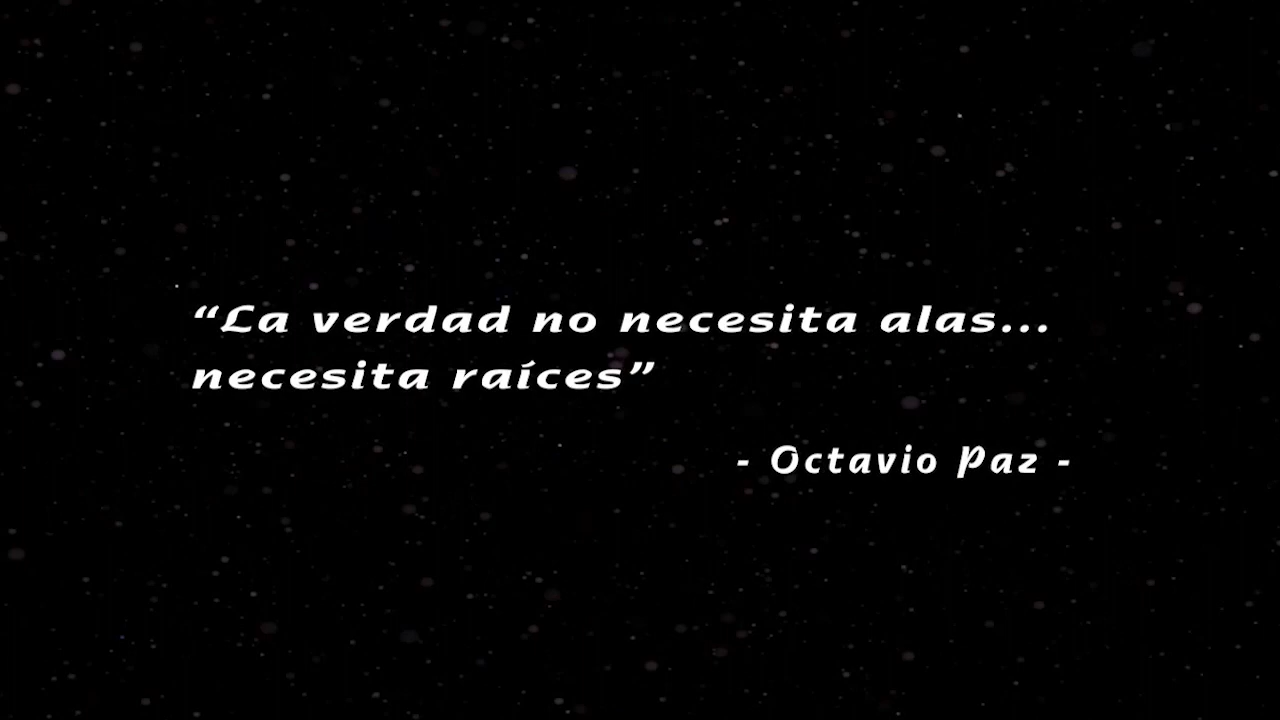 “La verdad no necesita alas...
necesita raíces”
- Octavio Paz -